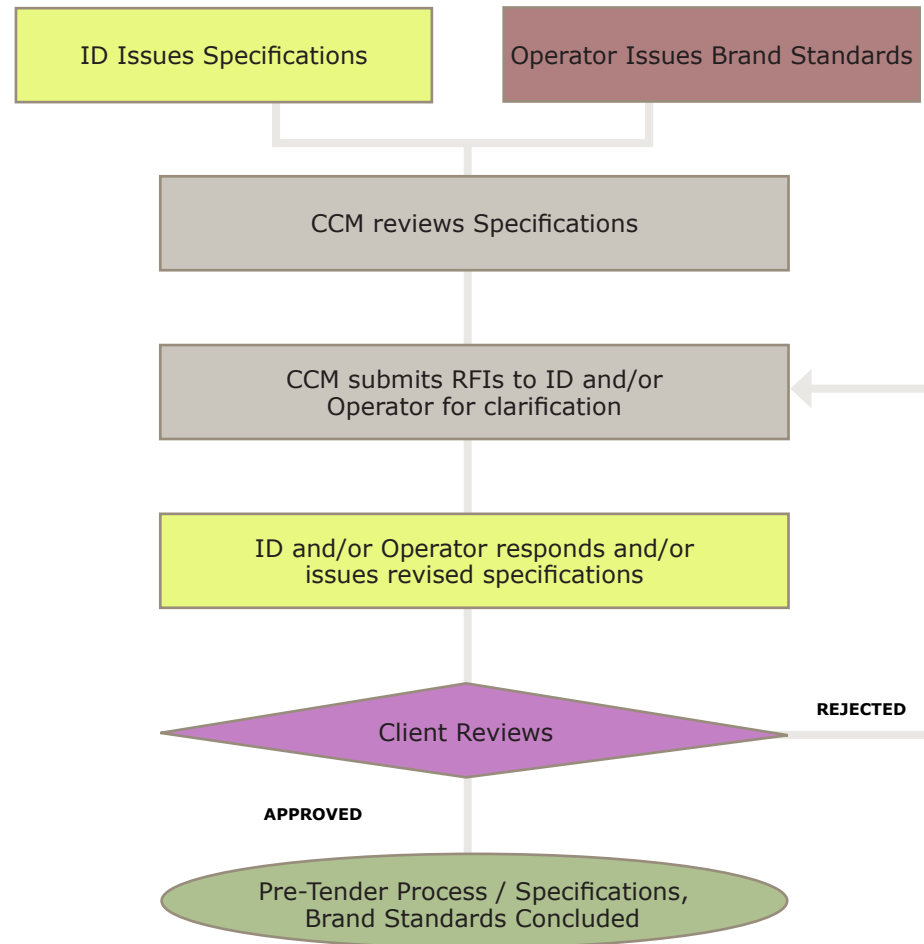 ID Issues Specifications
Operator Issues Brand Standards
CCM reviews Specifications
CCM submits RFIs to ID and/or
Operator for clarification
ID and/or Operator responds and/or
issues revised specifications
Client Reviews
REJECTED
APPROVED
Pre-Tender Process / Specifications,
Brand Standards Concluded